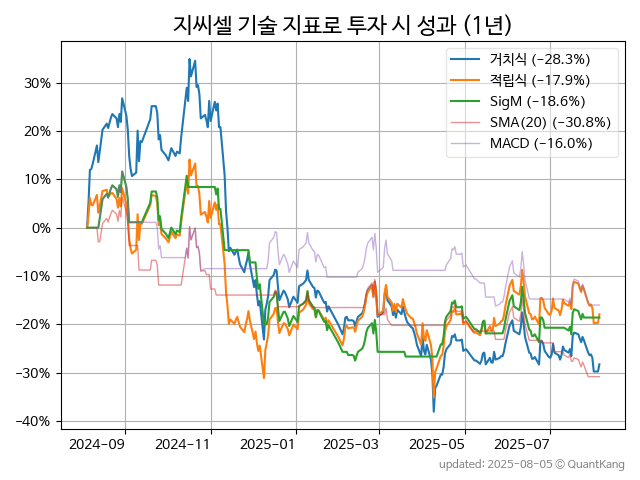 지씨셀 기술 지표로 투자 시 성과 (1년)
거치식 (−28.3%)
적립식 (−17.9%)
SigM (−18.6%)
SMA(20) (−30.8%)
MACD (−16.0%)
30%
20%
10%
0%
−10%
−20%
−30%
−40%
2024−09 2024−11 2025−01 2025−03 2025−05 2025−07
updated: 2025-08-05 © QuantKang